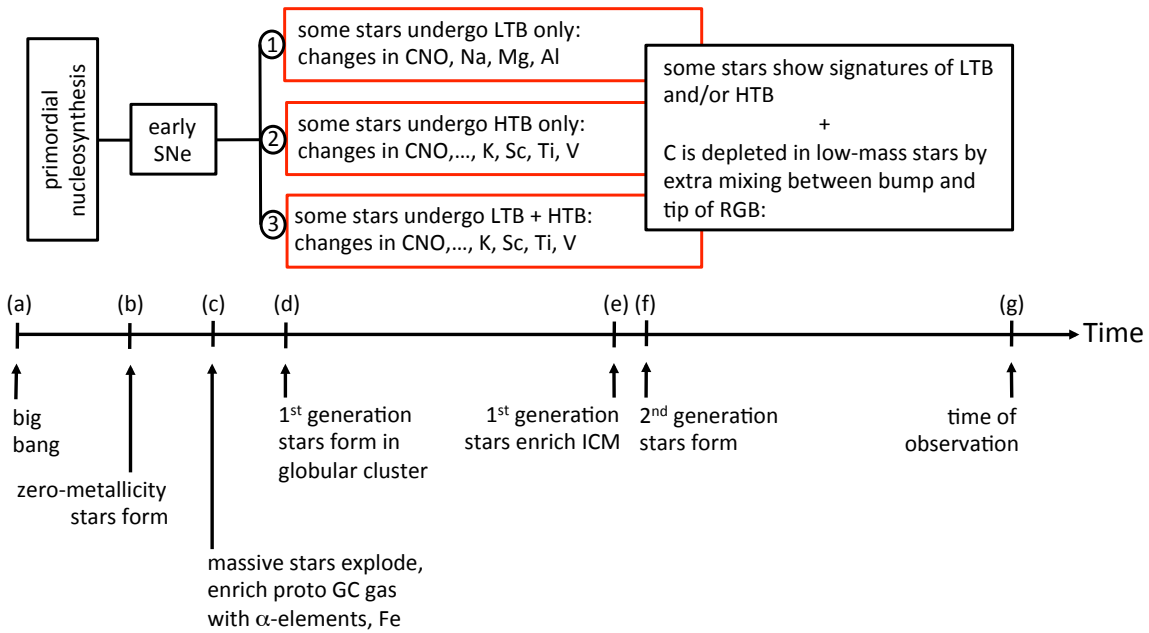 primordial
nucleosynthesis
early
SNe
1
some stars undergo LTB only:
changes in CNO, Na, Mg, Al
2
some stars undergo HTB only:
changes in CNO,..., K, Sc, Ti, V
3
some stars undergo LTB + HTB:
changes in CNO,..., K, Sc, Ti, V
some stars show signatures of LTB
and/or HTB
+
C is depleted in low-mass stars by
extra mixing between bump and
tip of RGB:
(a)
(b)
(c)
(d)
(e)
(f)
(g)
Time
big
bang
zero-metallicity
stars form
massive stars explode,
enrich proto GC gas
with α-elements, Fe
1st generation
stars form in
globular cluster
1st generation
stars enrich ICM
2nd generation
stars form
time of
observation